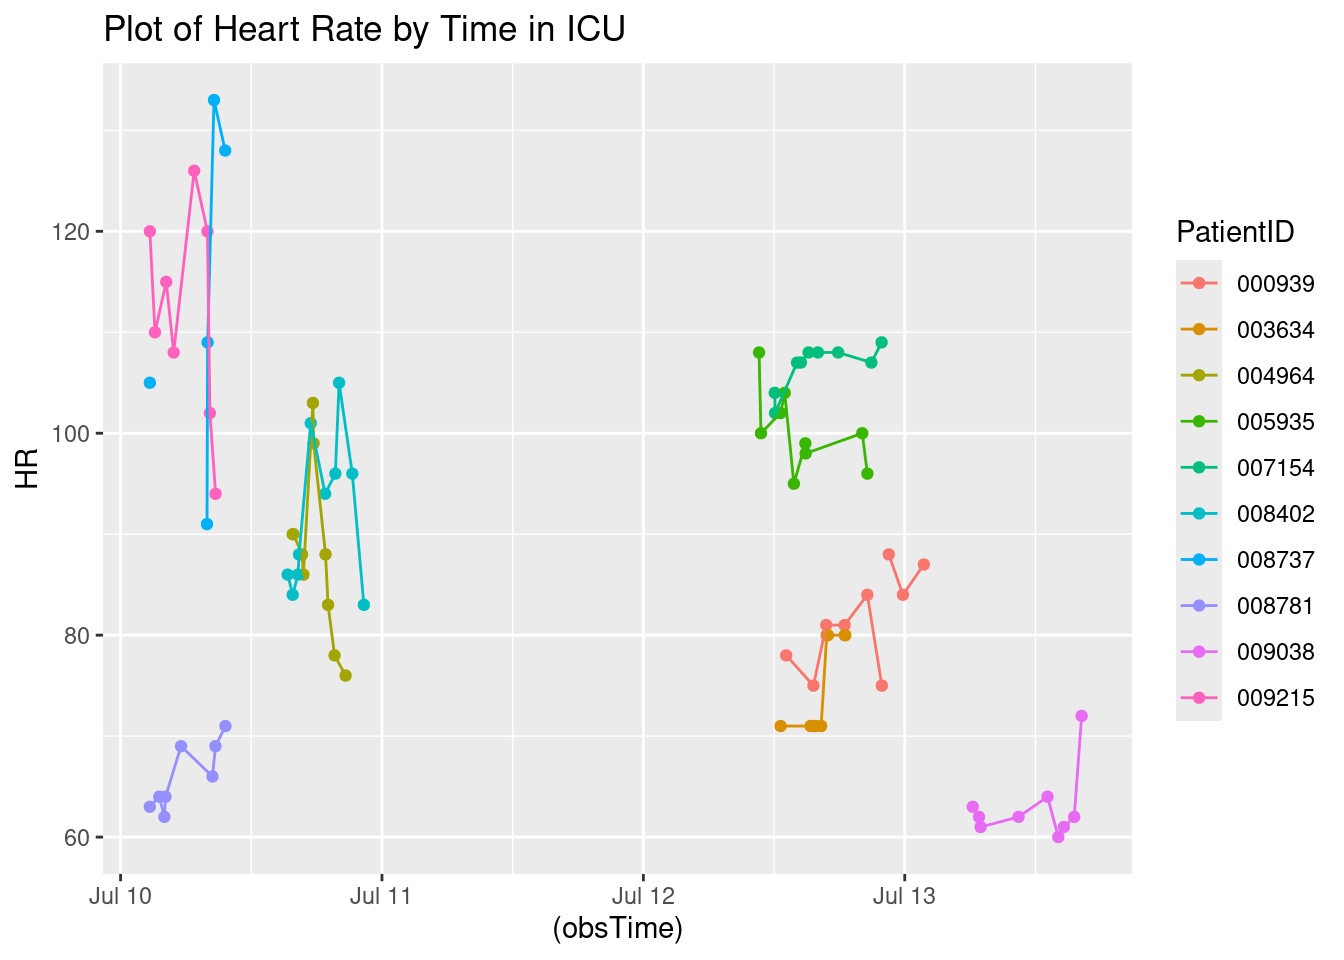 Plot of Heart Rate by Time in ICU
HR
120
100
80
60
Jul 10
Jul 11
Jul 12
Jul 13
(obsTime)
PatientID
000939
003634
004964
005935
007154
008402
008737
008781
009038
009215